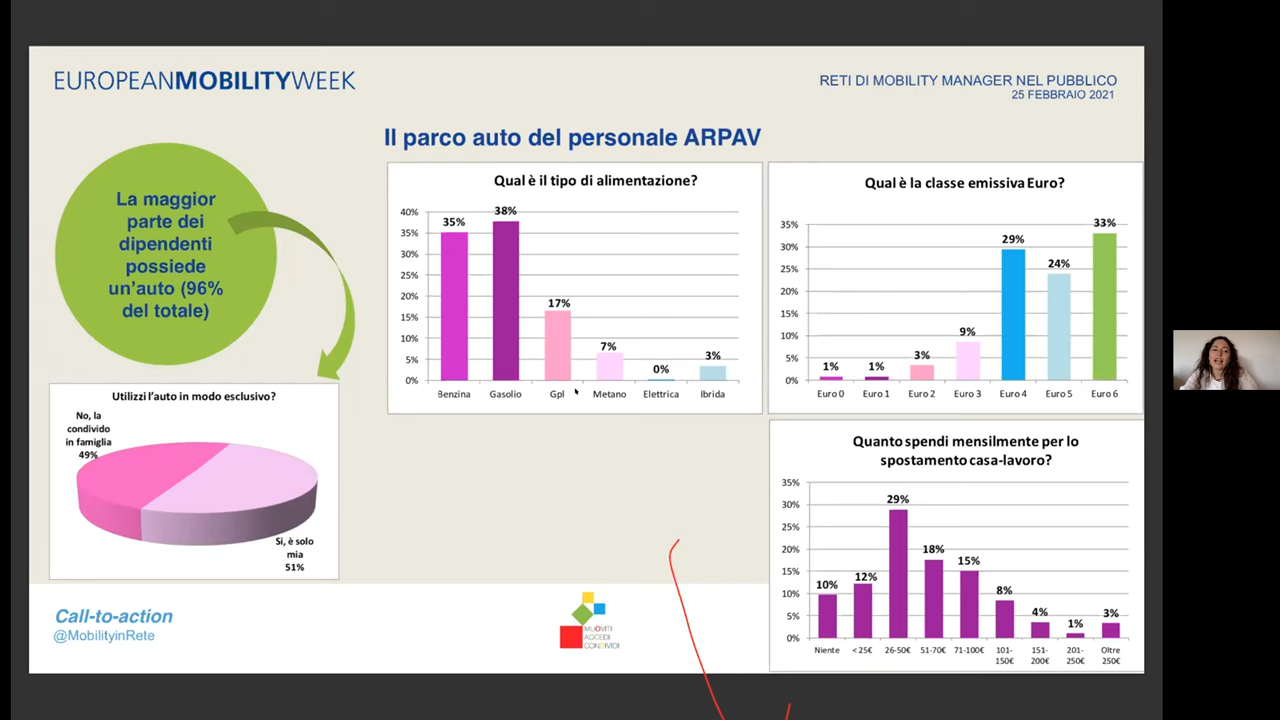 EUROPEANMOBILITYWEEK
RETI DI MOBILITY MANAGER NEL PUBBLICO
25 FEBBRAIO 2021
Il parco auto del personale ARPAV
La maggior
parte dei
dipendenti
possiede
un'auto (96%
del totale)
Utilizzi l'auto in modo esclusivo?
No, la
condivido
in famiglia
49%
Si, è solo
mia
51%
Qual è il tipo di alimentazione?
40%
35%
30%
25%
20%
15%
10%
5%
0%
35%
38%
17%
7%
0%
3%
Benzina
Gasolio
Gpl
Metano
Elettrica
Ibrida
Qual è la classe emissiva Euro?
35%
30%
25%
20%
15%
10%
5%
0%
1%
1%
3%
9%
29%
24%
33%
Euro 0
Euro 1
Euro 2
Euro 3
Euro 4
Euro 5
Euro 6
Quanto spendi mensilmente per lo
spostamento casa-lavoro?
35%
30%
25%
20%
15%
10%
5%
0%
10%
12%
29%
18%
15%
8%
4%
1%
3%
Niente
< 25€
26-50€
51-70€
71-100€
101-
150€
151-
200€
201-
250€
Oltre
250€
Call-to-action
@MobilityinRete
MUOVITI
ACCEDI
CONDIVIDI